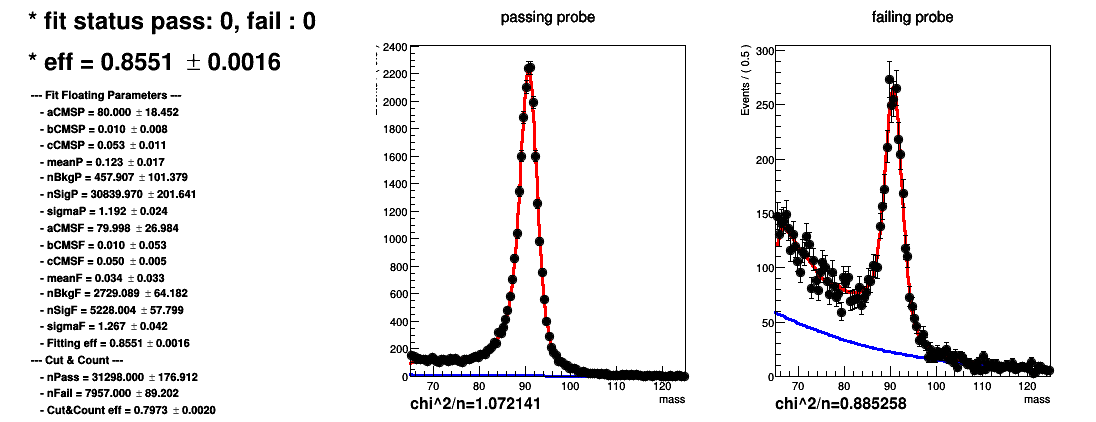 * fit status pass: 0, fail : 0
* eff = 0.8551 ± 0.0016
--- Fit Floating Parameters ---
- aCMSP = 80.000 ± 18.452
- bCMSP = 0.010 ± 0.008
- cCMSP = 0.053 ± 0.011
- meanP = 0.123 ± 0.017
- nBkgP = 457.907 ± 101.379
- nSigP = 30839.970 ± 201.641
- sigmaP = 1.192 ± 0.024
- aCMSF = 79.998 ± 26.984
- bCMSF = 0.010 ± 0.053
- cCMSF = 0.050 ± 0.005
- meanF = 0.034 ± 0.033
- nBkgF = 2729.089 ± 64.182
- nSigF = 5228.004 ± 57.799
- sigmaF = 1.267 ± 0.042
- Fitting eff = 0.8551 ± 0.0016
--- Cut & Count ---
- nPass = 31298.000 ± 176.912
- nFail = 7957.000 ± 89.202
- Cut&Count eff = 0.7973 ± 0.0020
passing probe
2400
2200
2000
1800
1600
1400
1200
1000
800
600
400
200
0
70 80 90 100 110 120
mass
chi^2/n=1.072141
failing probe
Events / ( 0.5 )
300
250
200
150
100
50
0
70 80 90 100 110 120
mass
chi^2/n=0.885258